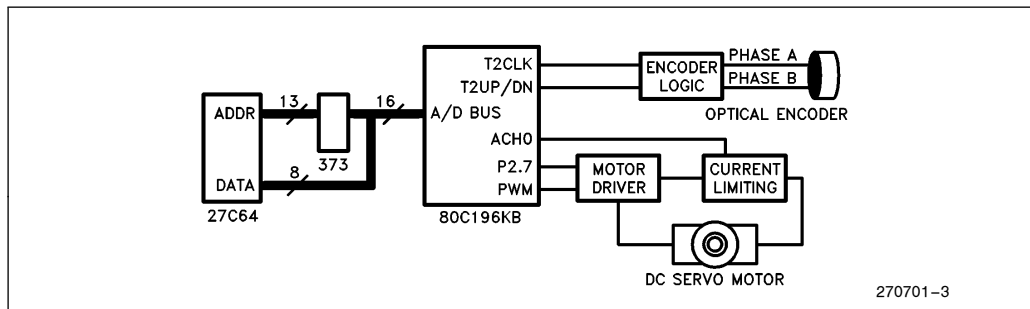 PHASE A
T2CLK
ENCODER
LOGIC
PHASE B
T2UP/DN
OPTICAL ENCODER
13
16
ADDR
A/D BUS
373
ACH0
8
P2.7
MOTOR
DRIVER
CURRENT
LIMITING
DATA
PWM
27C64
80C196KB
DC SERVO MOTOR
270701–3